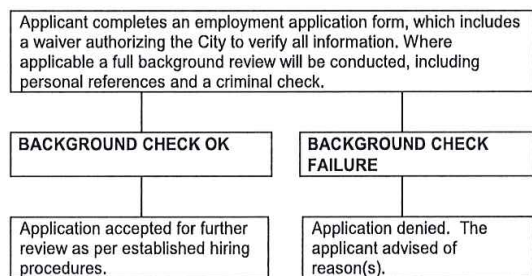 Applicant completes an employment application form, which includes
a waiver authorizing the City to verify all information. Where
applicable a full background review will be conducted, including
personal references and a criminal check.
BACKGROUND CHECK OK
BACKGROUND CHECK
FAILURE
Application accepted for further
review as per established hiring
procedures.
Application denied. The
applicant advised of
reason(s).